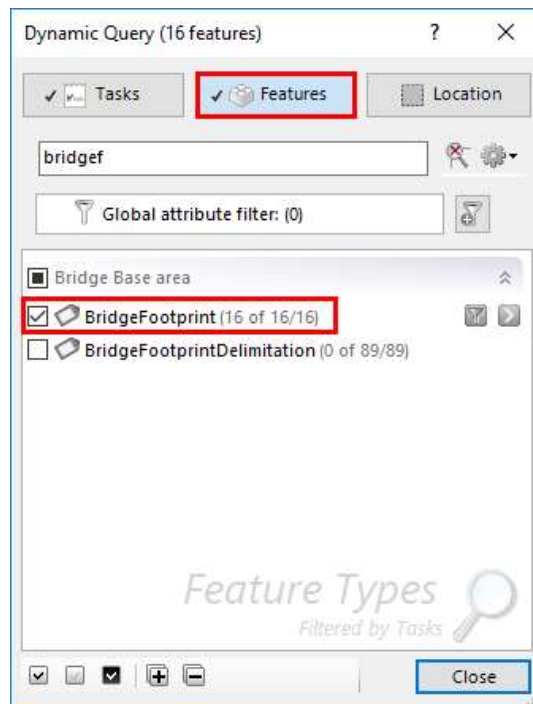 Dynamic Query (16 features)
Tasks Features Location
bridgef
Global attribute filter: (0)
Bridge Base area
BridgeFootprint (16 of 16/16)
BridgeFootprintDelimitation (0 of 89/89)
Feature Types
Filtered by Tasks
Close